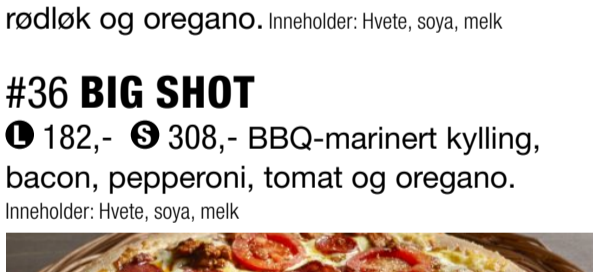 rødløk og oregano. Inneholder: Hvete, soya, melk
#36 BIG SHOT
L 182,- S 308,- BBQ-marinert kylling,
bacon, pepperoni, tomat og oregano.
Inneholder: Hvete, soya, melk